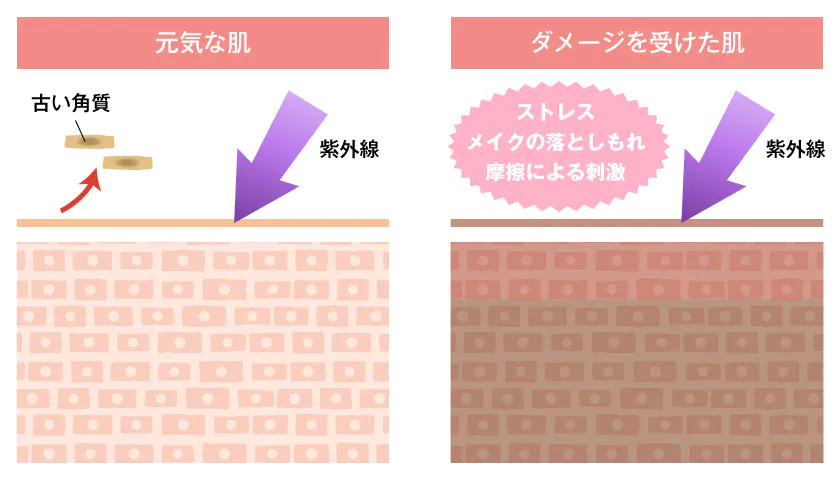 元気な肌
古い角質
紫外線
ダメージを受けた肌
ストレス
メイクの落としもれ
摩擦による刺激
紫外線